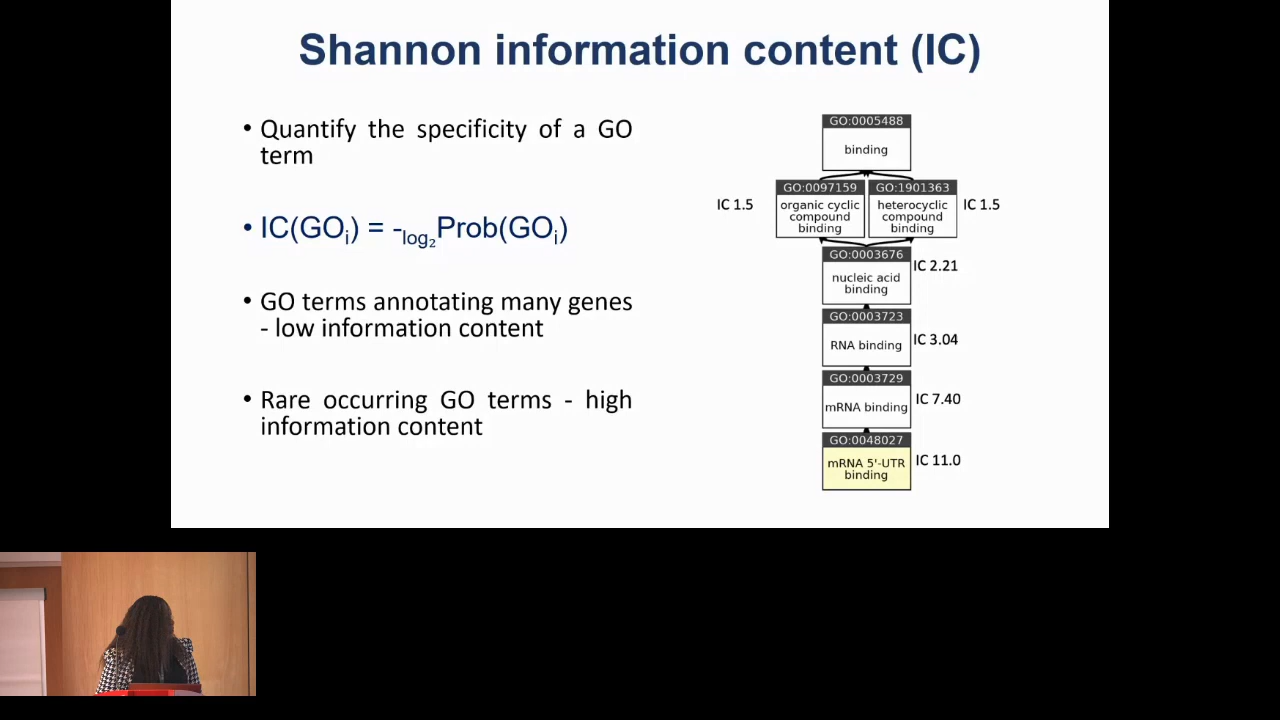 Shannon information content (IC)
• Quantify the specificity of a GO
term
• IC(GOi) = -log₂Prob(GOi)
• GO terms annotating many genes
- low information content
• Rare occurring GO terms - high
information content
GO:0005488
binding
IC 1.5
GO:0097159
organic cyclic
compound
binding
GO:1901363
heterocyclic
compound
binding
IC 1.5
GO:0003676
nucleic acid
binding
IC 2.21
GO:0003723
RNA binding
IC 3.04
GO:0003729
mRNA binding
IC 7.40
GO:0048027
mRNA 5'-UTR
binding
IC 11.0